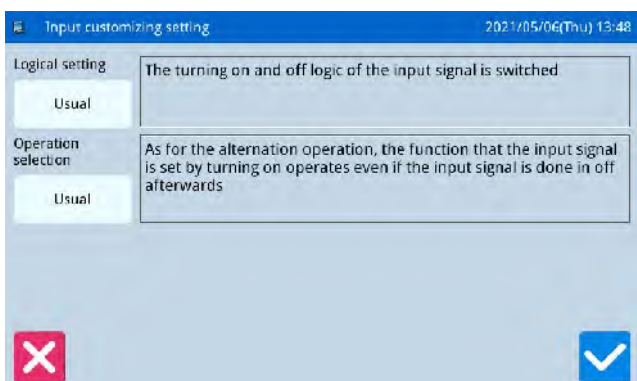 Input customizing setting 2021/05/06(Thu) 13:48
Logical setting
The turning on and off logic of the input signal is switched
Usual
Operation
selection
As for the alternation operation, the function that the input signal
is set by turning on operates even if the input signal is done in off
afterwards
Usual